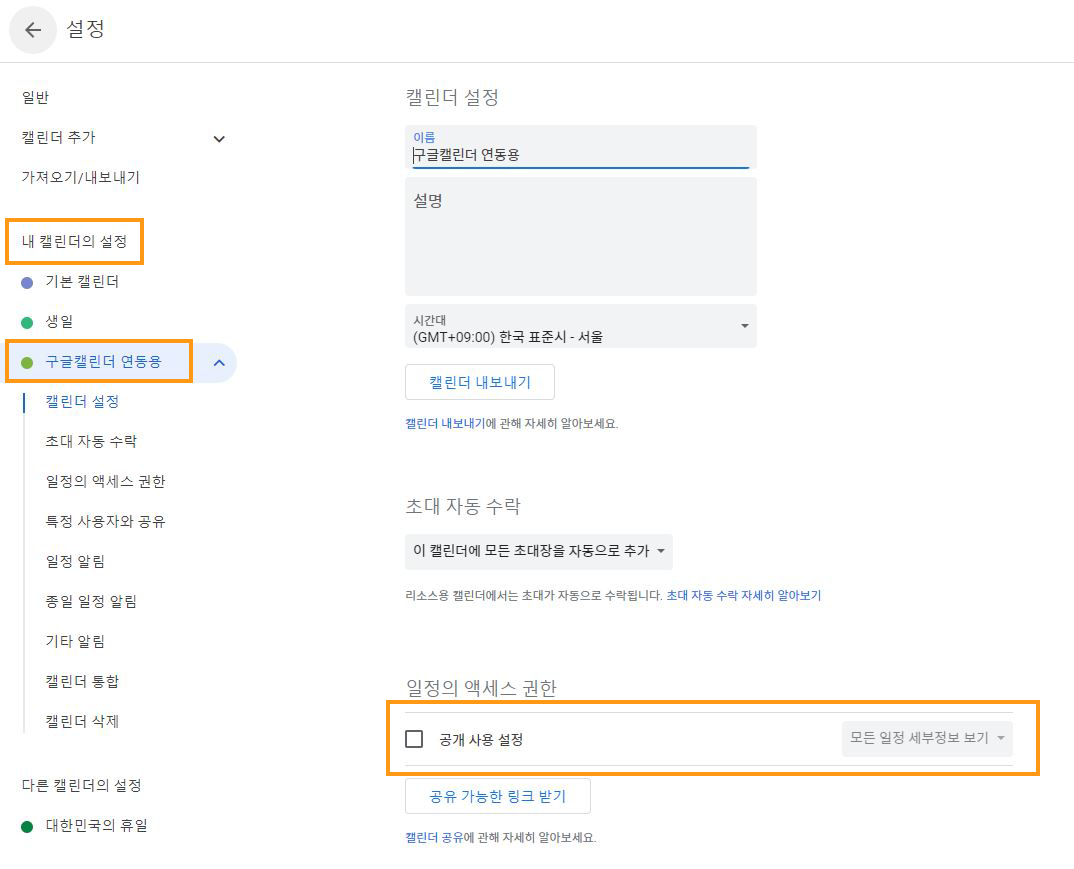 설정
일반
캘린더 추가
가져오기/내보내기
내 캘린더의 설정
기본 캘린더
생일
구글캘린더 연동용
캘린더 설정
초대 자동 수락
일정의 액세스 권한
특정 사용자와 공유
일정 알림
종일 일정 알림
기타 알림
캘린더 통합
캘린더 삭제
다른 캘린더의 설정
대한민국의 휴일
캘린더 설정
이름
구글캘린더 연동용
설명
시간대
(GMT+09:00) 한국 표준시 - 서울
캘린더 내보내기
캘린더 내보내기에 관해 자세히 알아보세요.
초대 자동 수락
이 캘린더에 모든 초대장을 자동으로 추가
리소스용 캘린더에서는 초대가 자동으로 수락됩니다. 초대 자동 수락 자세히 알아보기
일정의 액세스 권한
공개 사용 설정 모든 일정 세부정보 보기
공유 가능한 링크 받기
캘린더 공유에 관해 자세히 알아보세요.